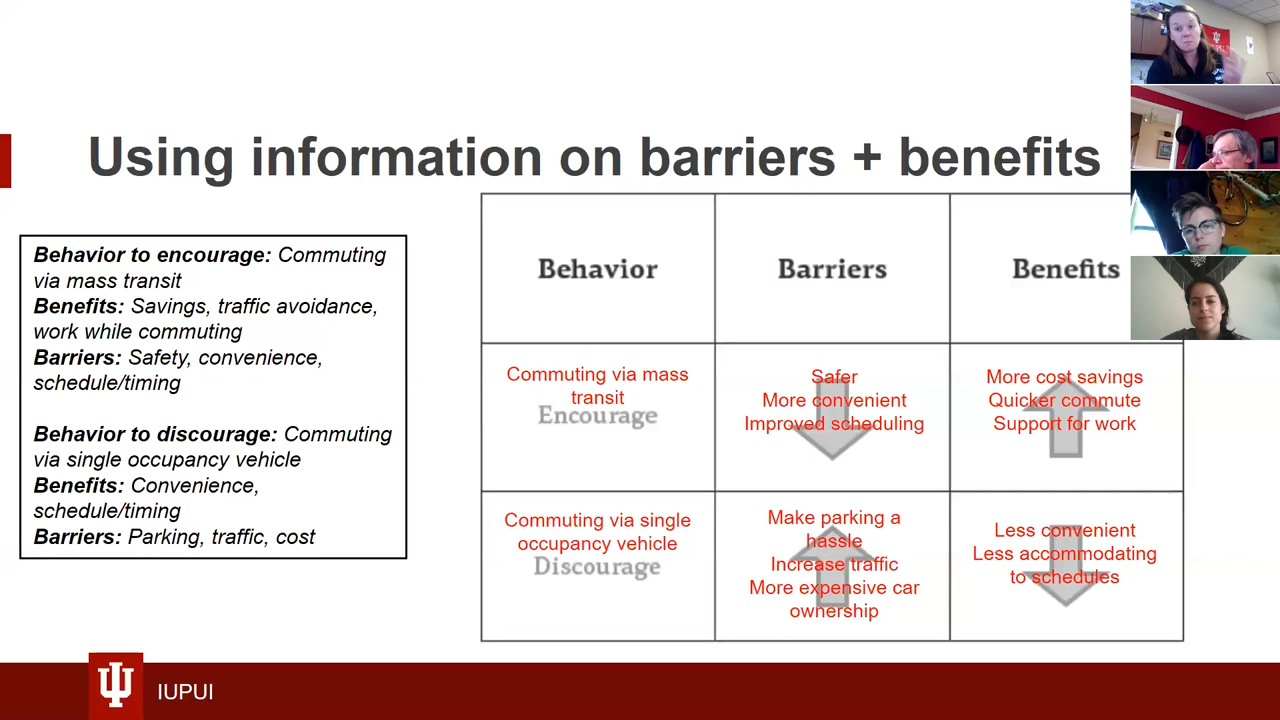 Using information on barriers + benefits
Behavior to encourage: Commuting
via mass transit
Benefits: Savings, traffic avoidance,
work while commuting
Barriers: Safety, convenience,
schedule/timing
Behavior to discourage: Commuting
via single occupancy vehicle
Benefits: Convenience,
schedule/timing
Barriers: Parking, traffic, cost
Behavior
Barriers
Benefits
Commuting via mass
transit
Encourage
Safer
More convenient
Improved scheduling
More cost savings
Quicker commute
Support for work
Commuting via single
occupancy vehicle
Discourage
Make parking a
hassle
Increase traffic
More expensive car
ownership
Less convenient
Less accommodating
to schedules
IUPUI